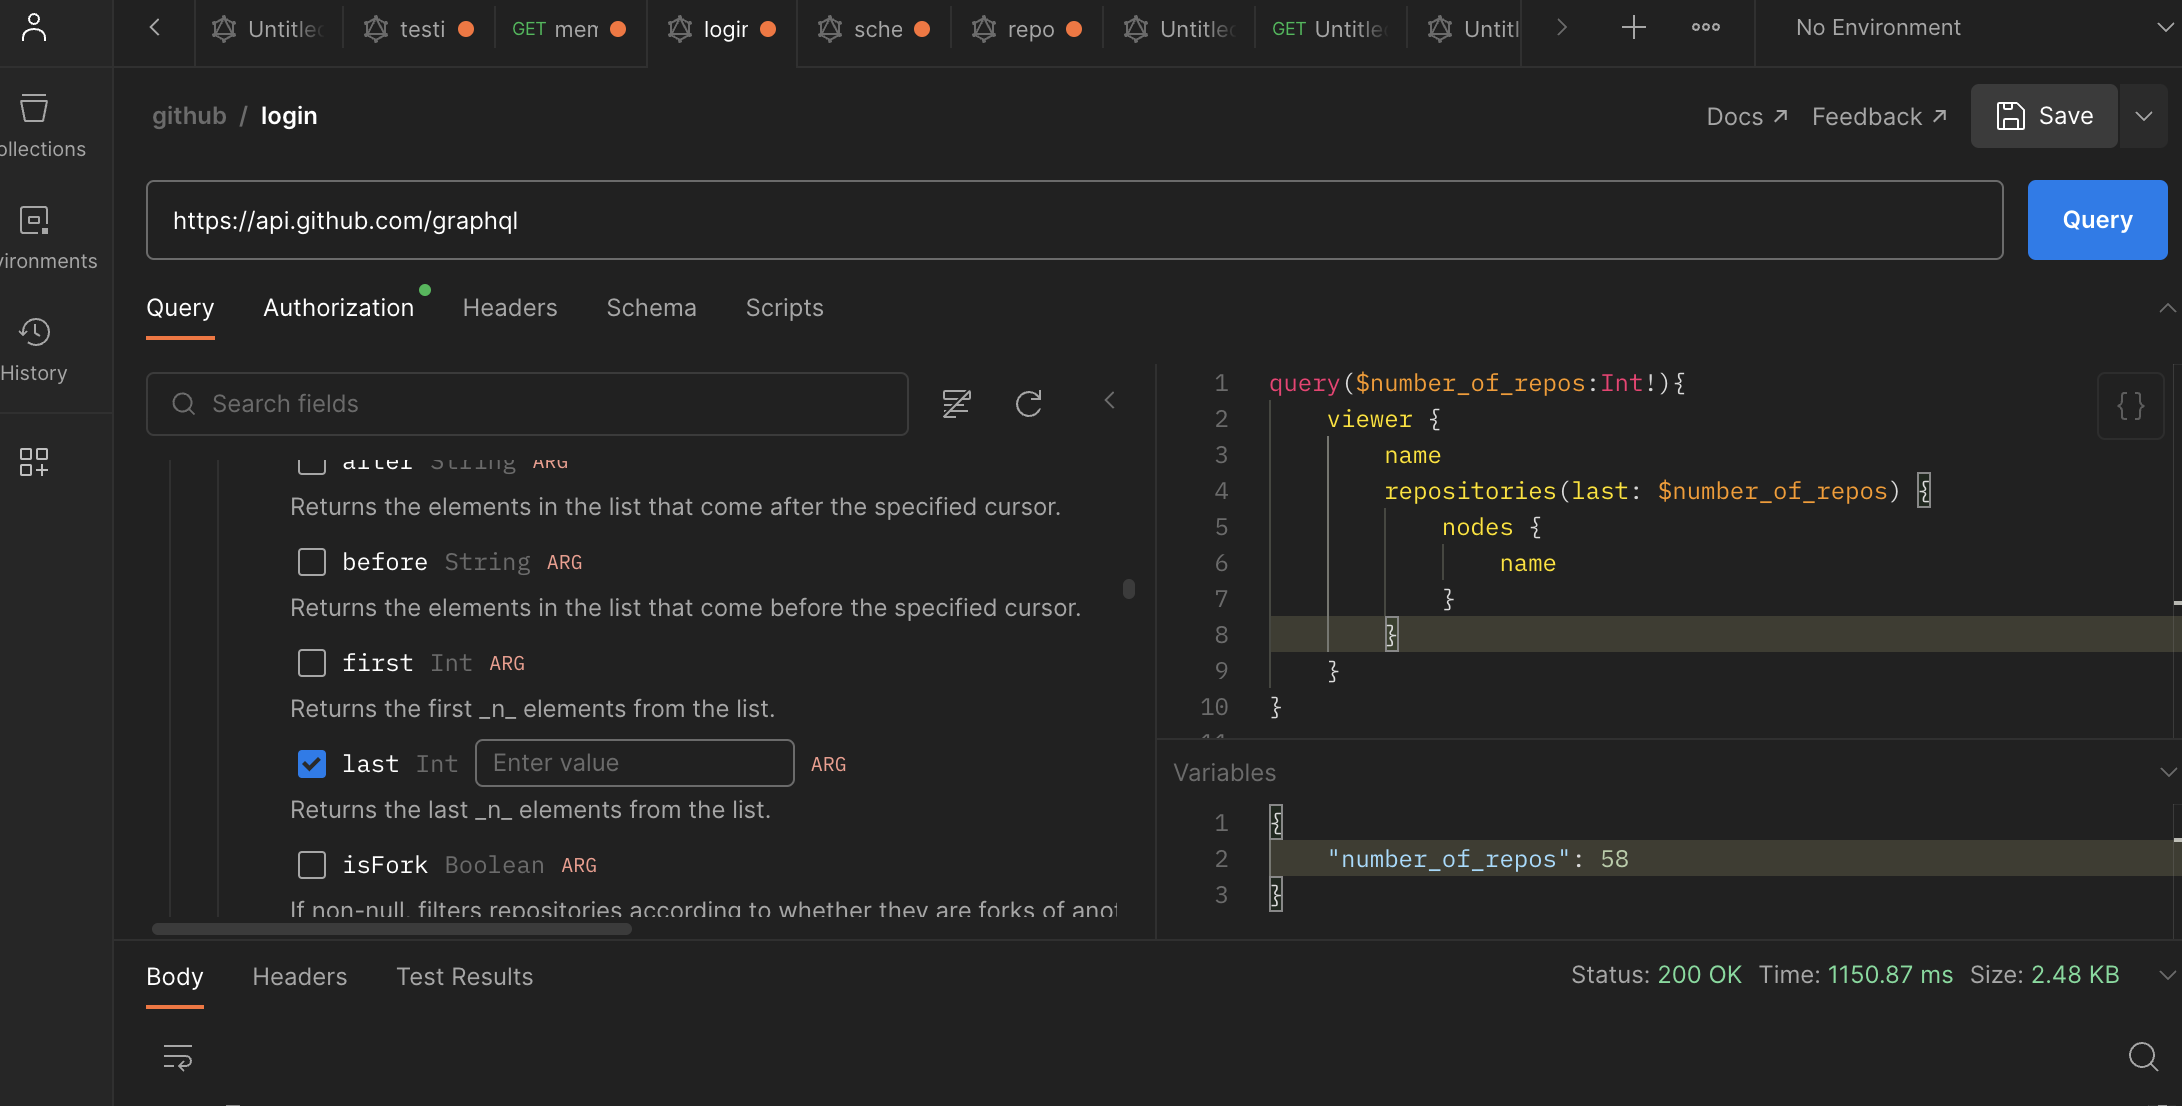 Untitle
testi
GET mem
login
sche
repo
Untitle
GET Untitle
Untitl
No Environment
github / login
Docs ↗ Feedback ↗
Save
ollections
vironments
History
https://api.github.com/graphql
Query
Query Authorization Headers Schema Scripts
Search fields
after String ARG
Returns the elements in the list that come after the specified cursor.
before String ARG
Returns the elements in the list that come before the specified cursor.
first Int ARG
Returns the first _n_ elements from the list.
last Int Enter value ARG
Returns the last _n_ elements from the list.
isFork Boolean ARG
If non-null, filters repositories according to whether they are forks of anot
1 query($number_of_repos:Int!){
2 viewer {
3 name
4 repositories(last: $number_of_repos) {
5 nodes {
6 name
7 }
8 }
9 }
10 }
11
{}
Variables
1 {
2 "number_of_repos": 58
3 }
Body Headers Test Results
Status: 200 OK Time: 1150.87 ms Size: 2.48 KB